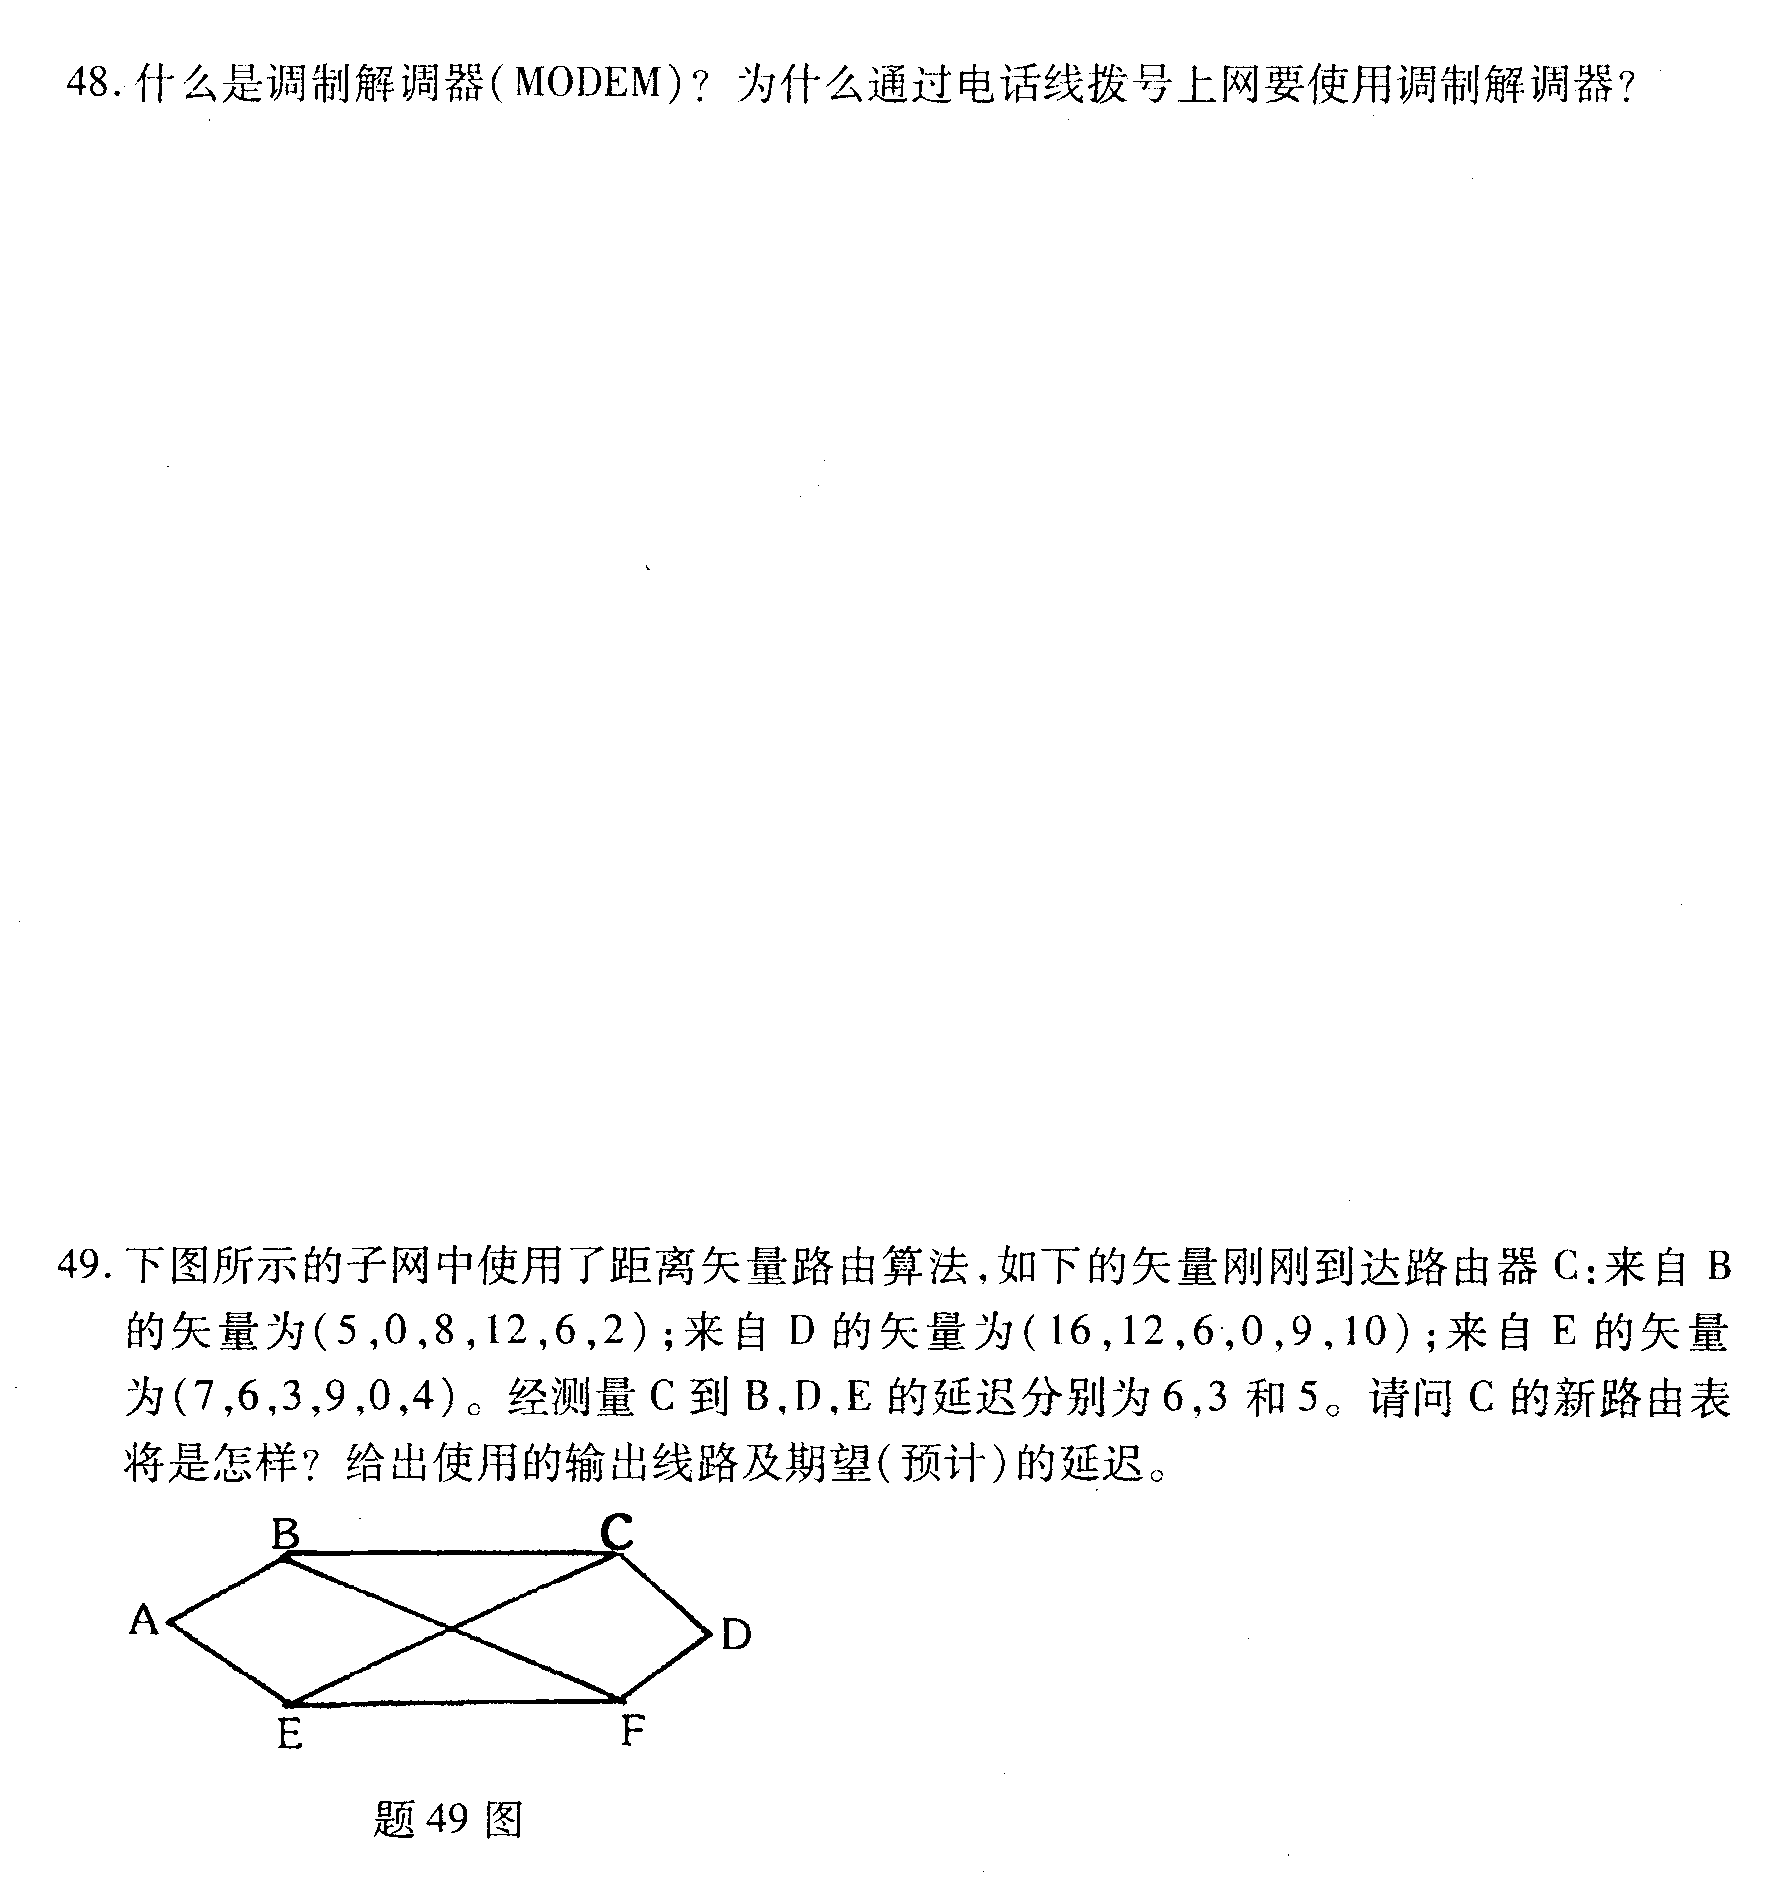 48. 什么是调制解调器(MODEM)? 为什么通过电话线拨号上网要使用调制解调器?
49. 下图所示的子网中使用了距离矢量路由算法,如下的矢量刚刚到达路由器 C:来自 B
的矢量为(5,0,8,12,6,2);来自 D 的矢量为(16,12,6,0,9,10);来自 E 的矢量
为(7,6,3,9,0,4)。经测量 C 到 B,D,E 的延迟分别为 6,3 和 5。请问 C 的新路由表
将是怎样? 给出使用的输出线路及期望(预计)的延迟。
B C
A D
E F
题 49 图